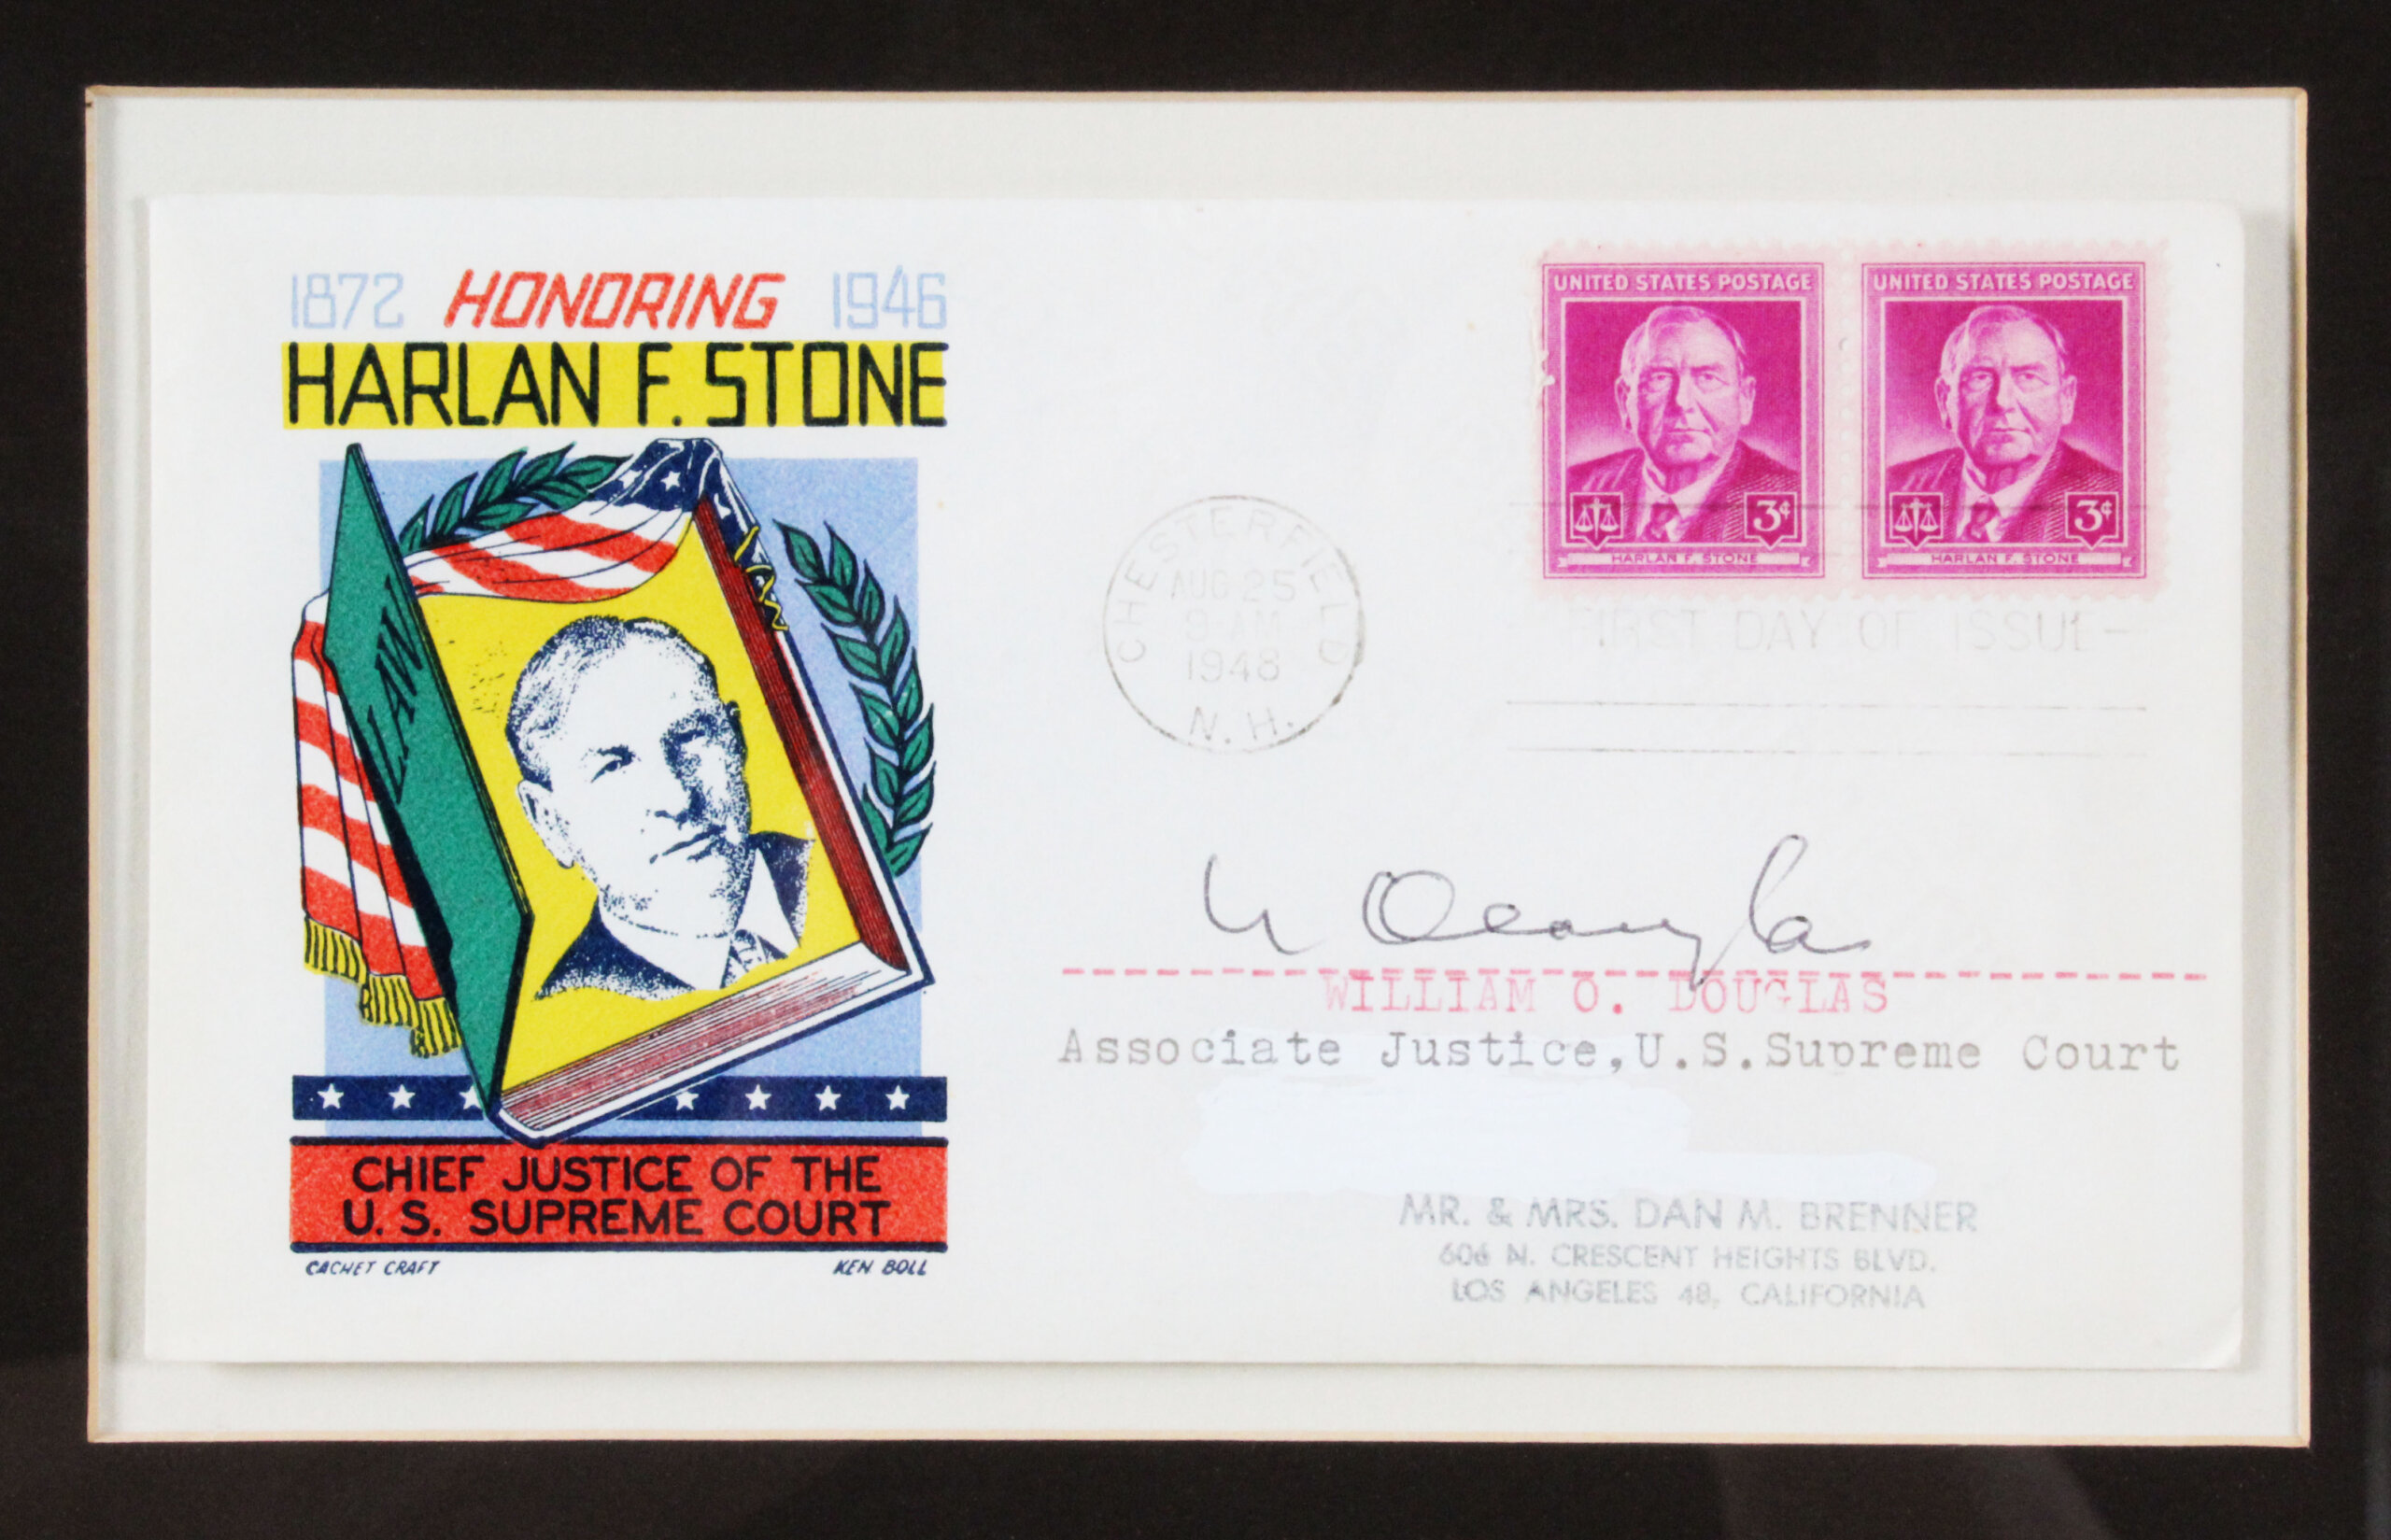 1872 HONORING 1946
HARLAN F. STONE
LAW
CHIEF JUSTICE OF THE
U. S. SUPREME COURT
CACHET CRAFT
KEN BOLL
UNITED STATES POSTAGE
3¢
HARLAN F. STONE
UNITED STATES POSTAGE
3¢
HARLAN F. STONE
CHESTERFIELD
AUG 25
9-AM
1948
N. H.
FIRST DAY OF ISSUE
W O Douglas
WILLIAM O. DOUGLAS
Associate Justice,U.S.Supreme Court
MR. & MRS. DAN M. BRENNER
606 N. CRESCENT HEIGHTS BLVD.
LOS ANGELES 48, CALIFORNIA